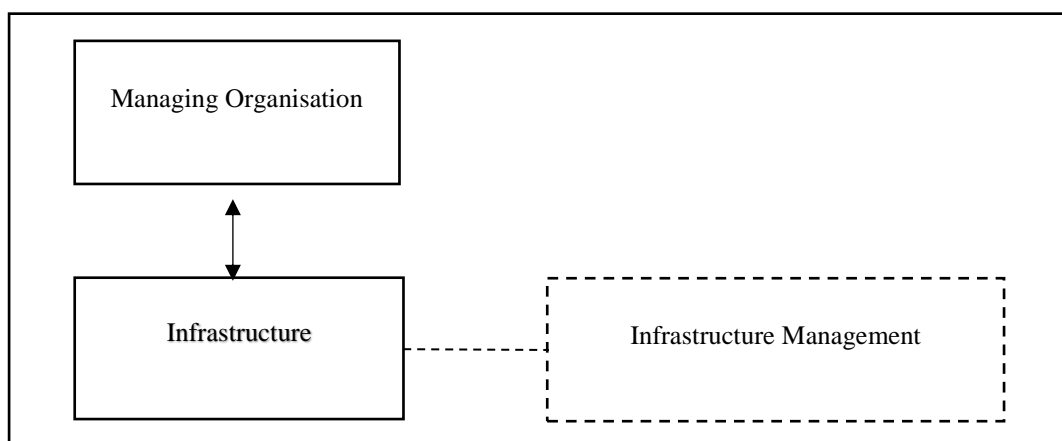 Managing Organisation
Infrastructure
Infrastructure Management